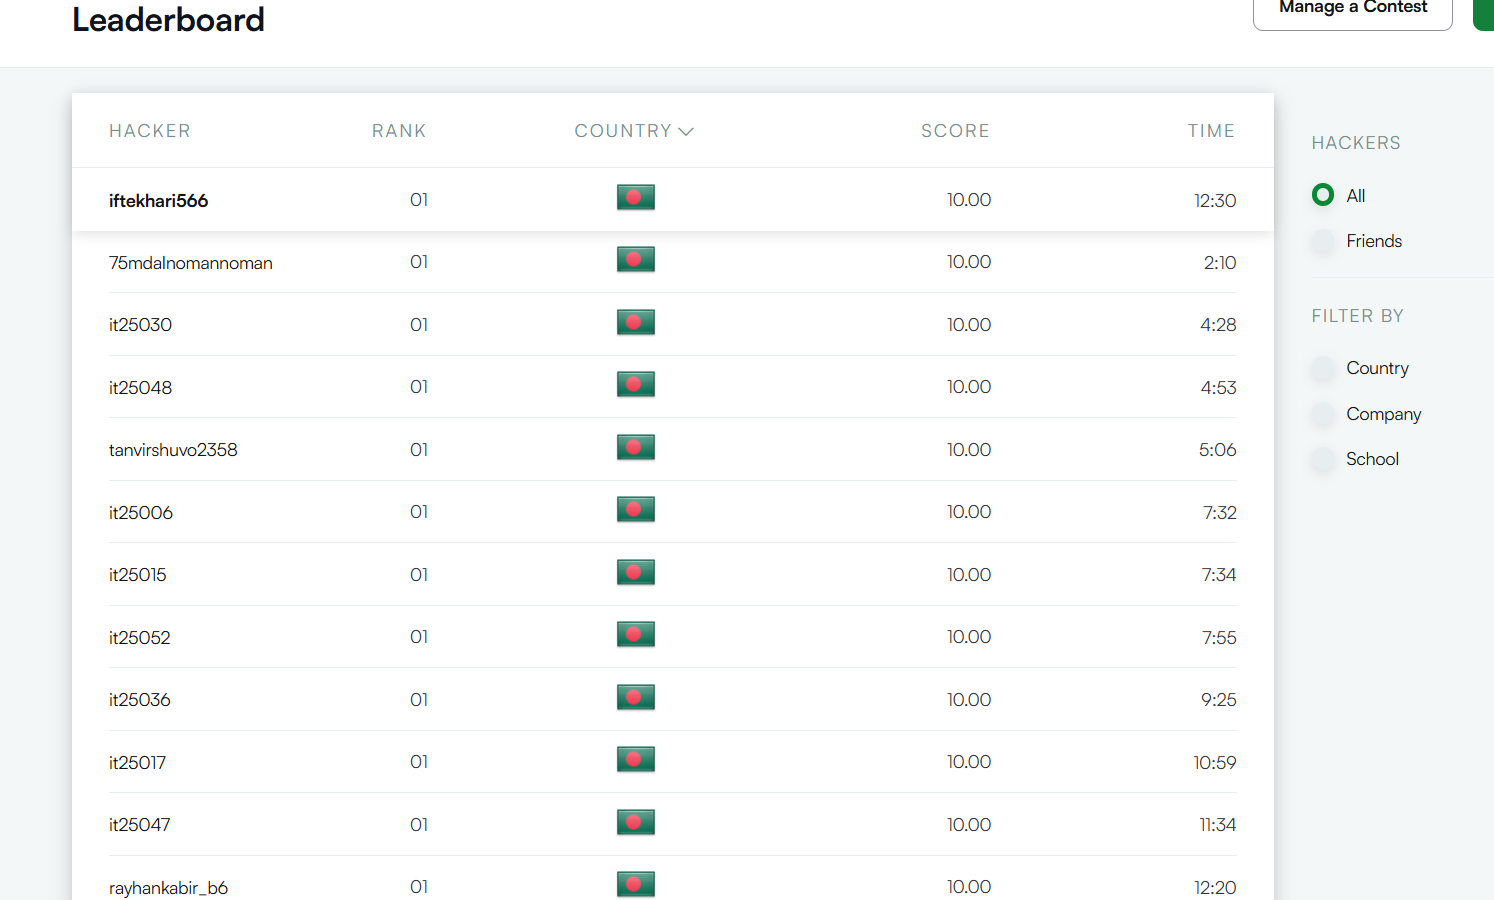 Leaderboard
Manage a Contest
HACKER RANK COUNTRY SCORE TIME
iftekhari566 01 10.00 12:30
75mdalnomannoman 01 10.00 2:10
it25030 01 10.00 4:28
it25048 01 10.00 4:53
tanvirshuvo2358 01 10.00 5:06
it25006 01 10.00 7:32
it25015 01 10.00 7:34
it25052 01 10.00 7:55
it25036 01 10.00 9:25
it25017 01 10.00 10:59
it25047 01 10.00 11:34
rayhankabir_b6 01 10.00 12:20
HACKERS
All
Friends
FILTER BY
Country
Company
School